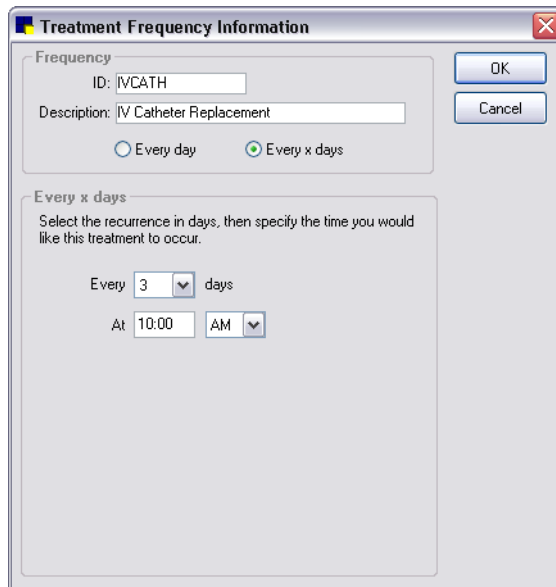 Treatment Frequency Information
Frequency
ID: IVCATH
Description: IV Catheter Replacement
Every day Every x days
OK
Cancel
Every x days
Select the recurrence in days, then specify the time you would
like this treatment to occur.
Every 3 days
At 10:00 AM